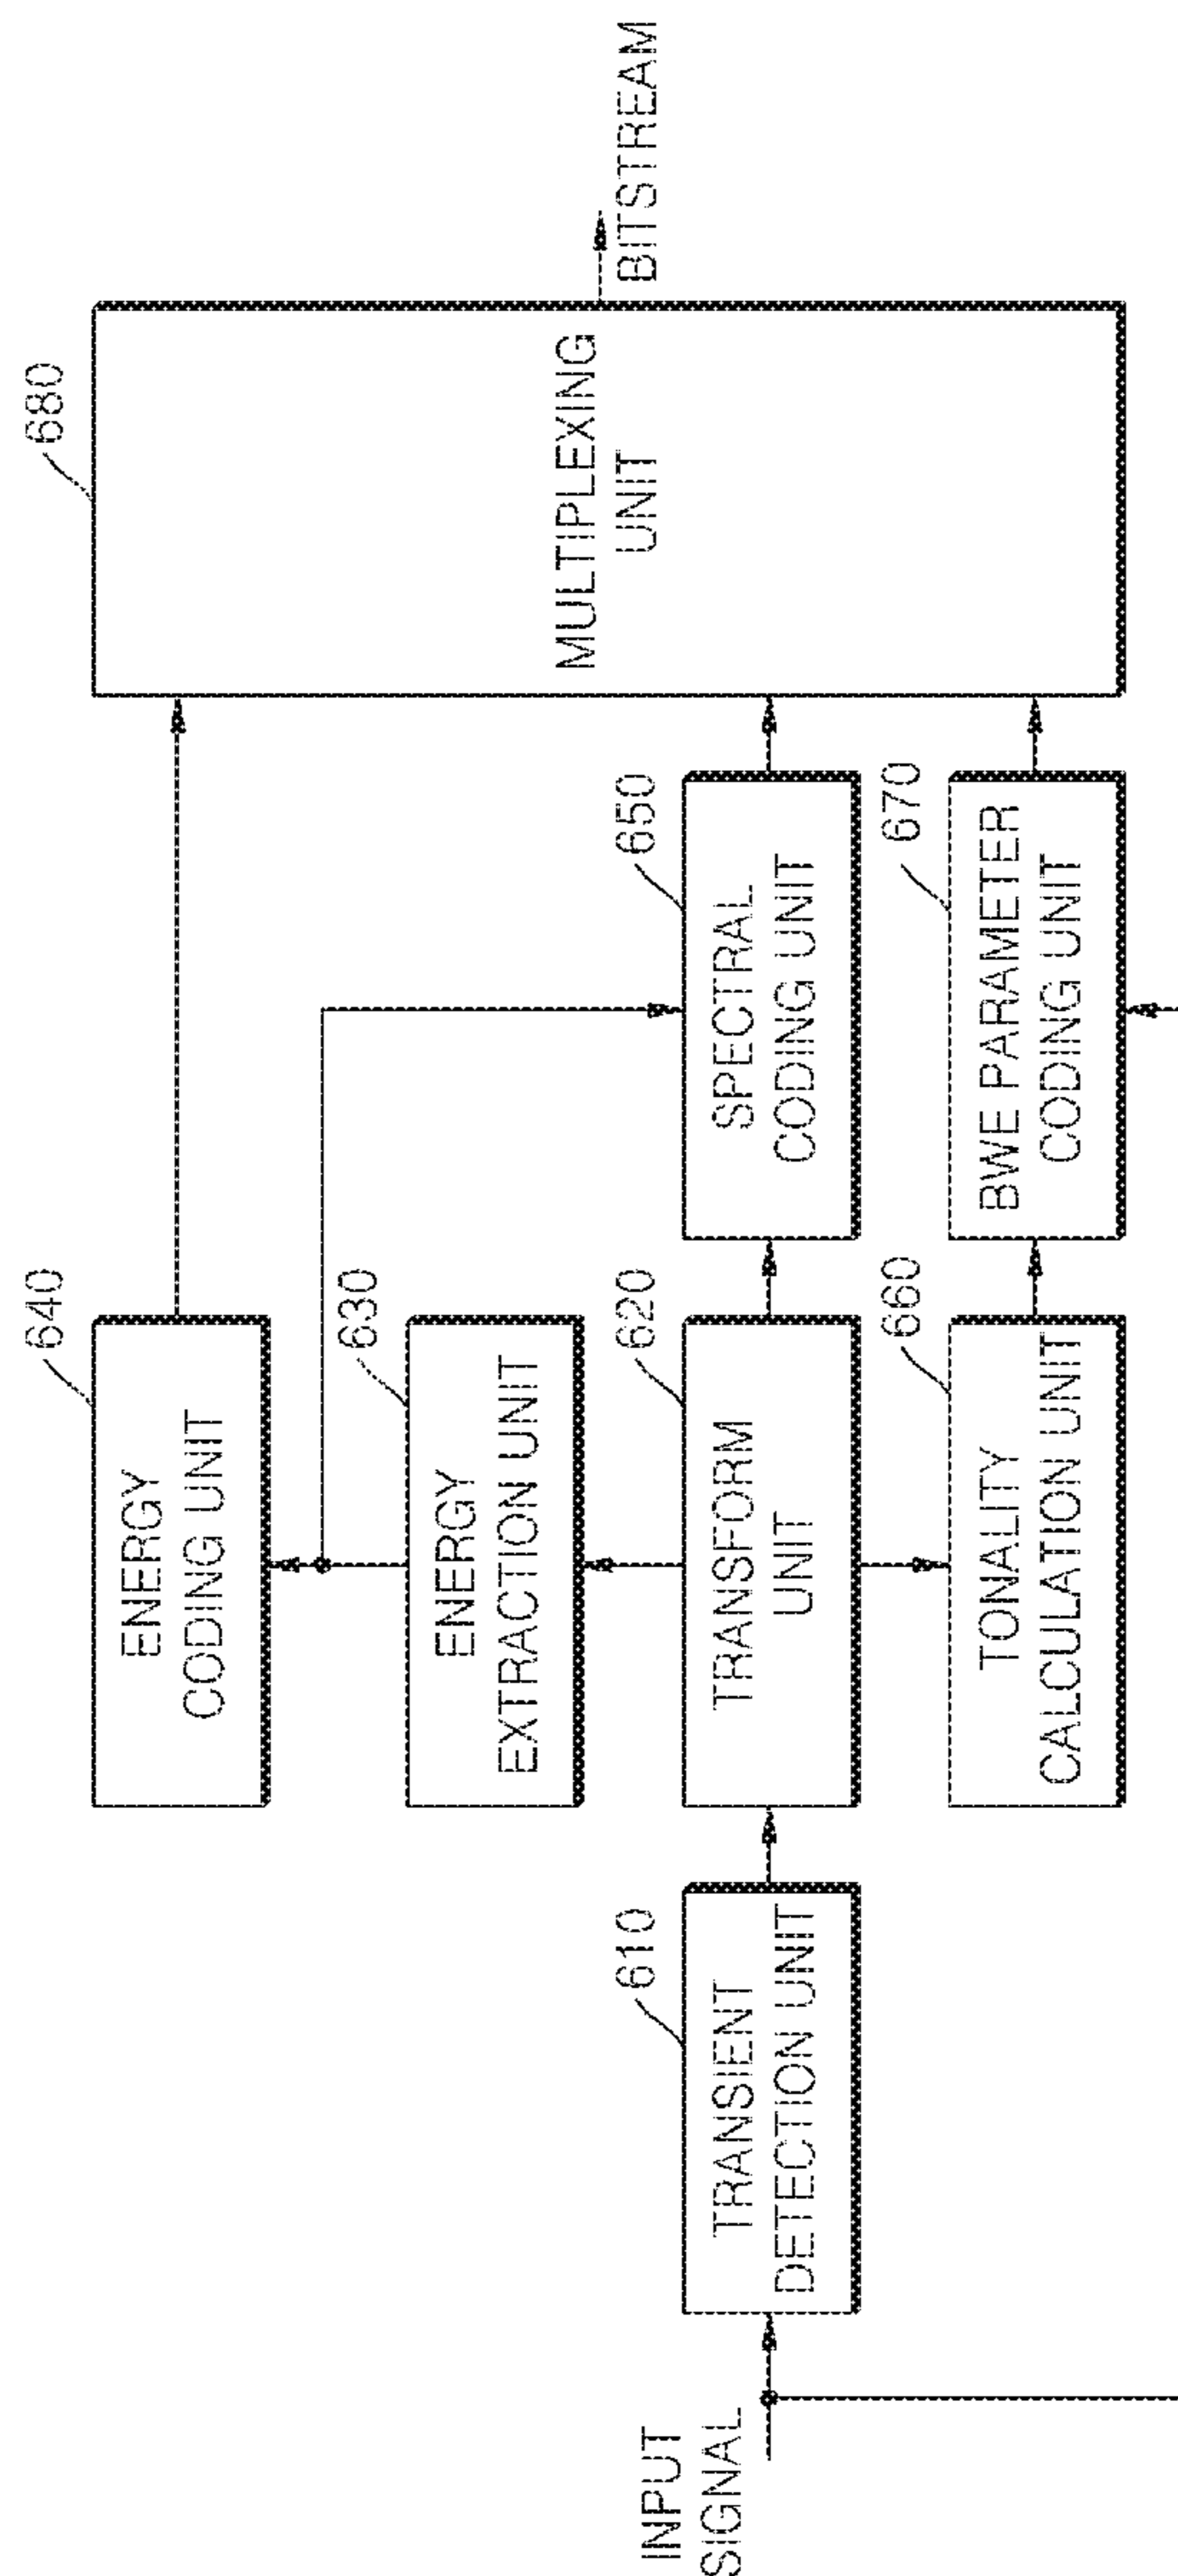 640
ENERGY
CODING UNIT
630
ENERGY
EXTRACTION UNIT
680
MULTIPLEXING
UNIT
BITSTREAM
INPUT
SIGNAL
610
TRANSIENT
DETECTION UNIT
620
TRANSFORM
UNIT
650
SPECTRAL
CODING UNIT
660
TONALITY
CALCULATION UNIT
670
BWE PARAMETER
CODING UNIT